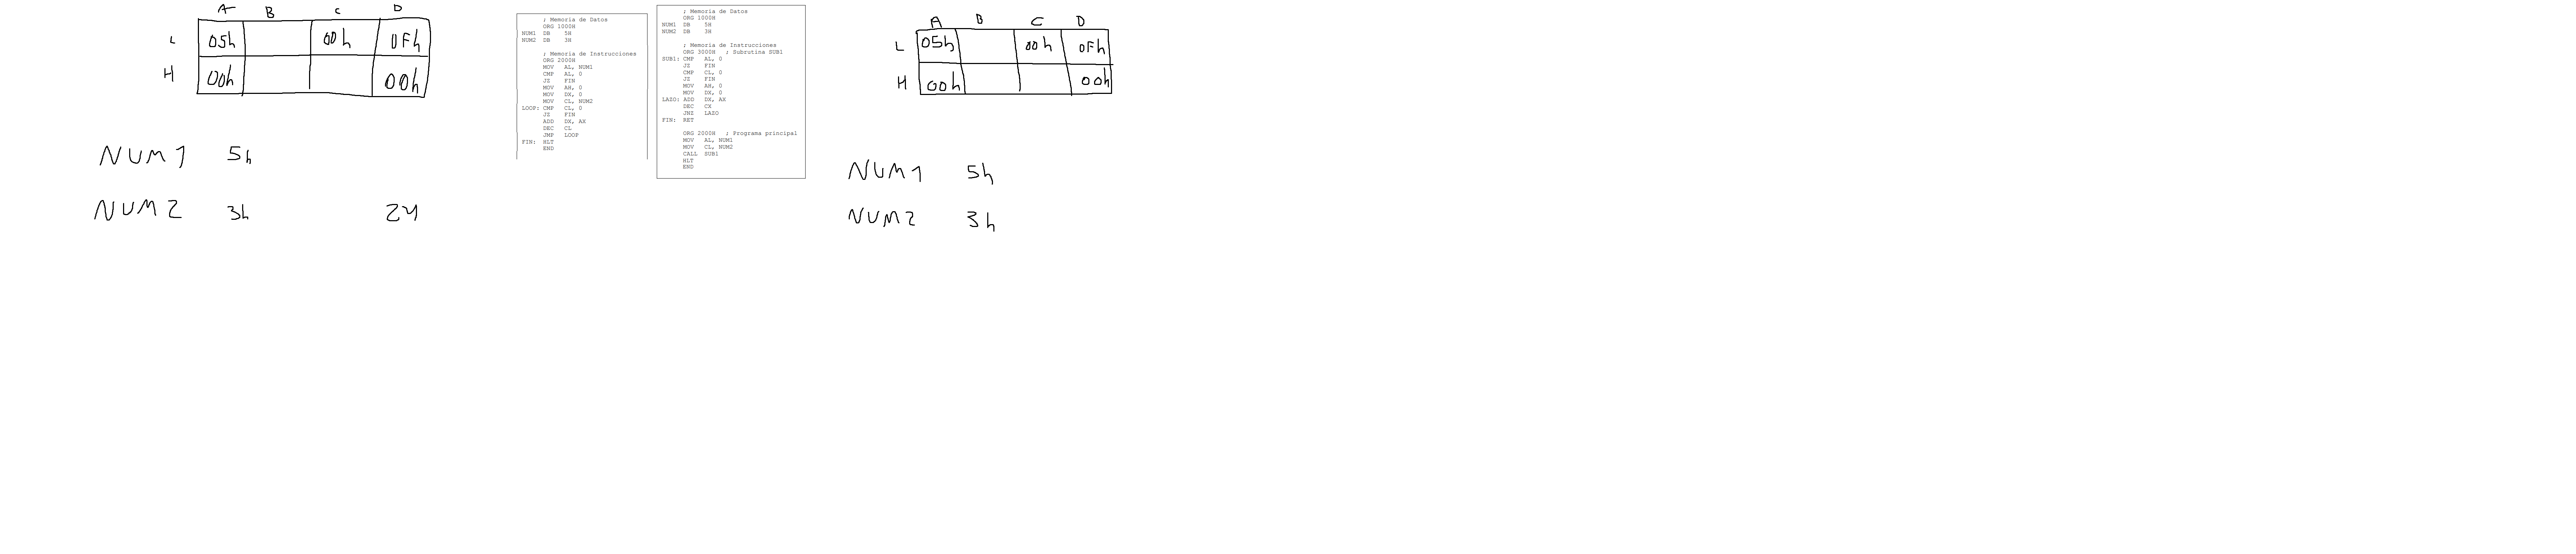 A B C D
L 05h 00h 0Fh
H 00h 00h
NUM1 5h
NUM2 3h 24
; Memoria de Datos
ORG 1000H
NUM1 DB 5H
NUM2 DB 3H
; Memoria de Instrucciones
ORG 2000H
MOV AL, NUM1
CMP AL, 0
JZ FIN
MOV AH, 0
MOV DX, 0
MOV CL, NUM2
LOOP: CMP CL, 0
JZ FIN
ADD DX, AX
DEC CL
JMP LOOP
FIN: HLT
END
; Memoria de Datos
ORG 1000H
NUM1 DB 5H
NUM2 DB 3H
; Memoria de Instrucciones
ORG 3000H ; Subrutina SUB1
SUB1: CMP AL, 0
JZ FIN
CMP CL, 0
JZ FIN
MOV AH, 0
MOV DX, 0
LAZO: ADD DX, AX
DEC CX
JNZ LAZO
FIN: RET
ORG 2000H ; Programa principal
MOV AL, NUM1
MOV CL, NUM2
CALL SUB1
HLT
END
A B C D
L 05h 00h 0Fh
H 00h 00h
NUM1 5h
NUM2 3h